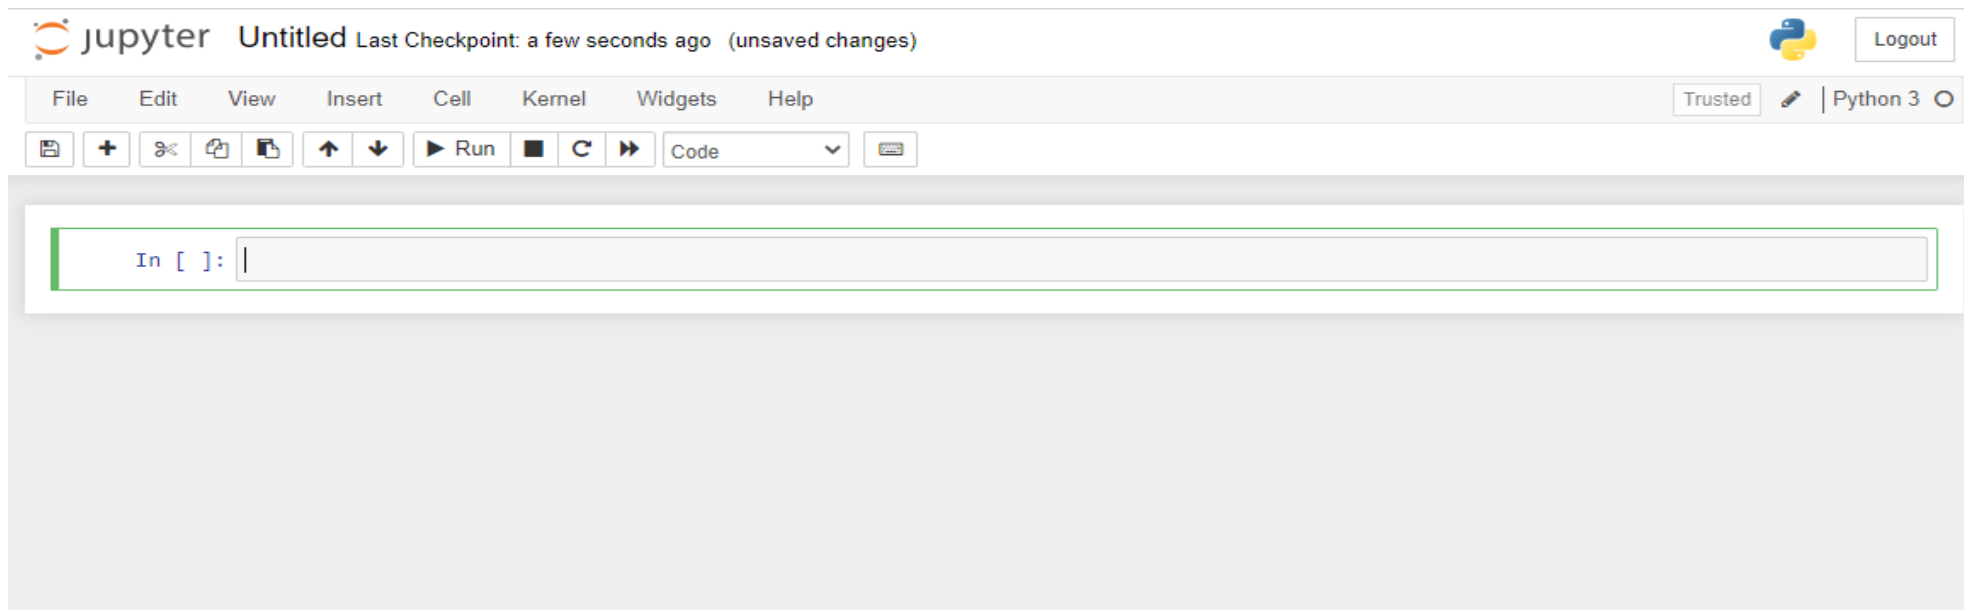 jupyter Untitled Last Checkpoint: a few seconds ago (unsaved changes) Logout
File Edit View Insert Cell Kernel Widgets Help Trusted Python 3
Run Code
In [ ]: